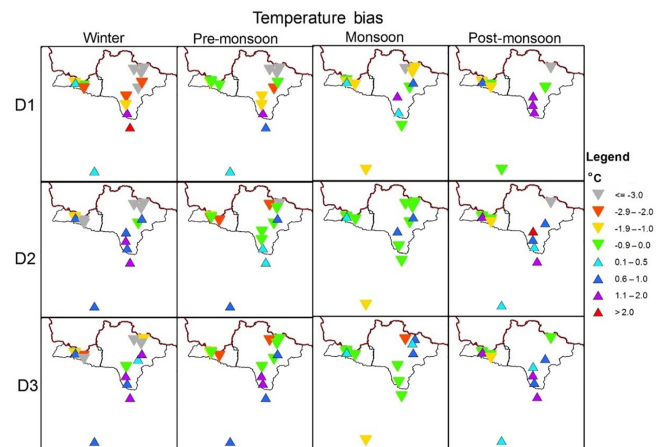 Temperature bias
Winter Pre-monsoon Monsoon Post-monsoon
D1
D2
D3
Legend
°C
<= -3.0
-2.9 – -2.0
-1.9 – -1.0
-0.9 – 0.0
0.1 – 0.5
0.6 – 1.0
1.1 – 2.0
> 2.0